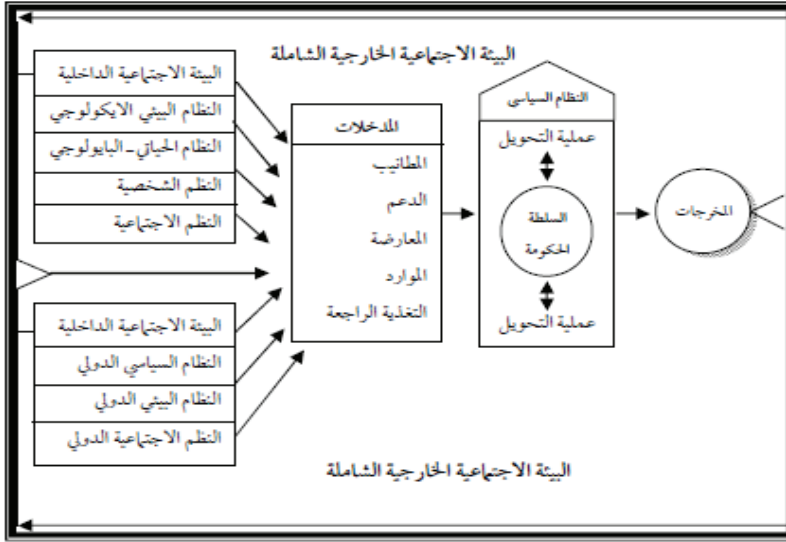 البيئة الاجتماعية الخارجية الشاملة
البيئة الاجتماعية الداخلية
النظام البيئي الايكولوجي
النظام الحياتي - البايولوجي
النظم الشخصية
النظم الاجتماعية
البيئة الاجتماعية الداخلية
النظام السياسي الدولي
النظام البيئي الدولي
النظم الاجتماعية الدولي
المدخلات
المطانيب
الدعم
المعارضة
الموارد
التغذية الراجعة
النظام السياسي
عملية التحويل
السلطة
الحكومة
عملية التحويل
المخرجات
البيئة الاجتماعية الخارجية الشاملة